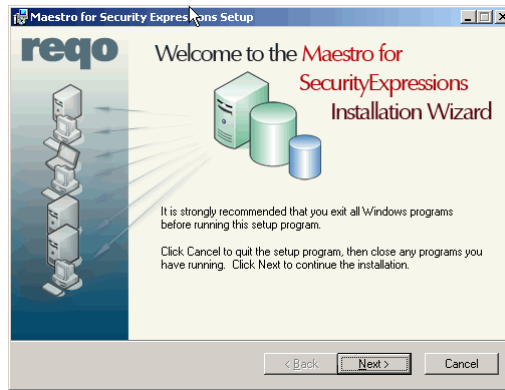 Maestro for Security Expressions Setup
reqo
Welcome to the Maestro for
SecurityExpressions
Installation Wizard
It is strongly recommended that you exit all Windows programs
before running this setup program.
Click Cancel to quit the setup program, then close any programs you
have running. Click Next to continue the installation.
< Back
Next >
Cancel